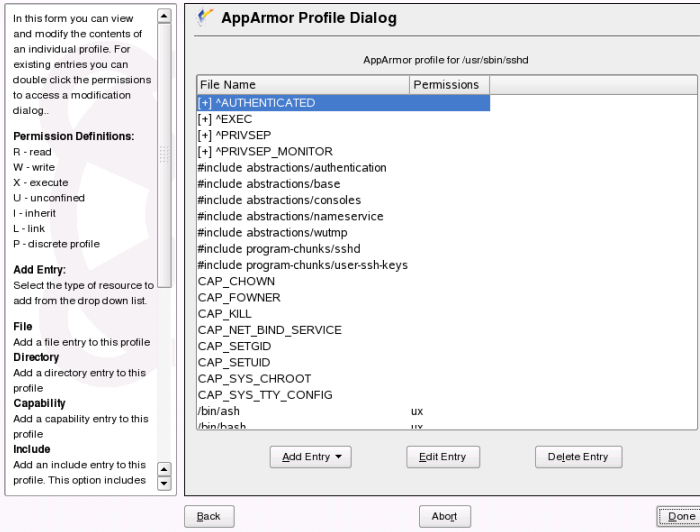 In this form you can view
and modify the contents of
an individual profile. For
existing entries you can
double click the permissions
to access a modification
dialog..
Permission Definitions:
R - read
W - write
X - execute
U - unconfined
I - inherit
L - link
P - discrete profile
Add Entry:
Select the type of resource to
add from the drop down list.
File
Add a file entry to this profile
Directory
Add a directory entry to this
profile
Capability
Add a capability entry to this
profile
Include
Add an include entry to this
profile. This option includes
AppArmor Profile Dialog
AppArmor profile for /usr/sbin/sshd
File Name Permissions
[+] ^AUTHENTICATED
[+] ^EXEC
[+] ^PRIVSEP
[+] ^PRIVSEP_MONITOR
#include abstractions/authentication
#include abstractions/base
#include abstractions/consoles
#include abstractions/nameservice
#include abstractions/wutmp
#include program-chunks/sshd
#include program-chunks/user-ssh-keys
CAP_CHOWN
CAP_FOWNER
CAP_KILL
CAP_NET_BIND_SERVICE
CAP_SETGID
CAP_SETUID
CAP_SYS_CHROOT
CAP_SYS_TTY_CONFIG
/bin/ash ux
/bin/bash ux
Add Entry Edit Entry Delete Entry
Back Abort Done